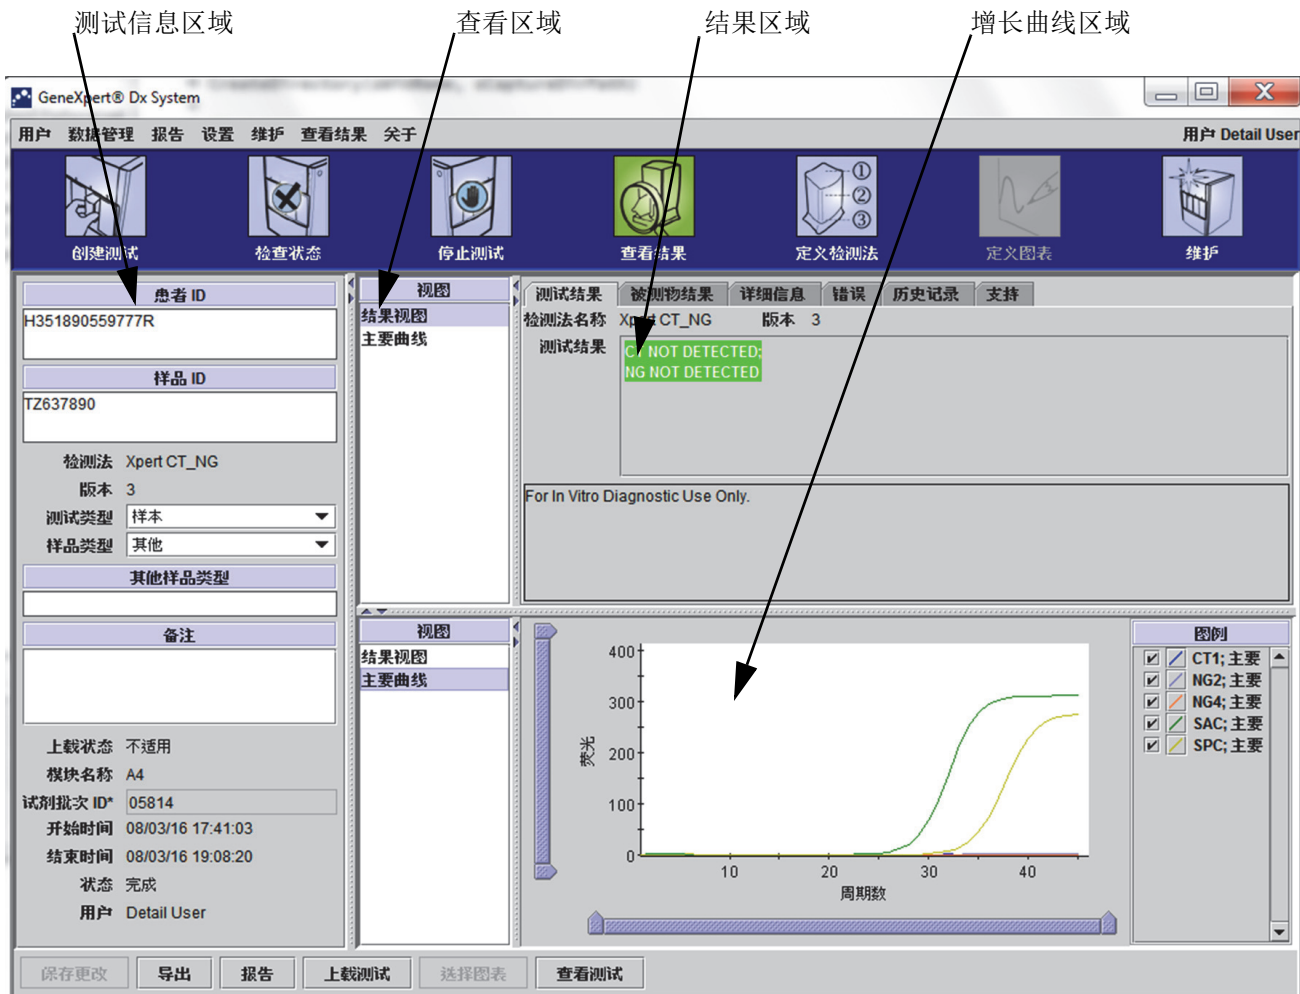 测试信息区域
查看区域
结果区域
增长曲线区域
GeneXpert® Dx System
用户 数据管理 报告 设置 维护 查看结果 关于
用户 Detail User
创建测试
检查状态
停止测试
查看结果
定义检测法
定义图表
维护
患者 ID
H351890559777R
样品 ID
TZ637890
检测法 Xpert CT_NG
版本 3
测试类型 样本
样品类型 其他
其他样品类型
备注
上载状态 不适用
模块名称 A4
试剂批次 ID* 05814
开始时间 08/03/16 17:41:03
结束时间 08/03/16 19:08:20
状态 完成
用户 Detail User
视图
结果视图
主要曲线
测试结果 被测物结果 详细信息 错误 历史记录 支持
检测法名称 Xpert CT_NG 版本 3
测试结果
CT NOT DETECTED;
NG NOT DETECTED
For In Vitro Diagnostic Use Only.
视图
结果视图
主要曲线
荧光
400
300
200
100
0
10 20 30 40
周期数
图例
CT1; 主要
NG2; 主要
NG4; 主要
SAC; 主要
SPC; 主要
保存更改 导出 报告 上载测试 选择图表 查看测试